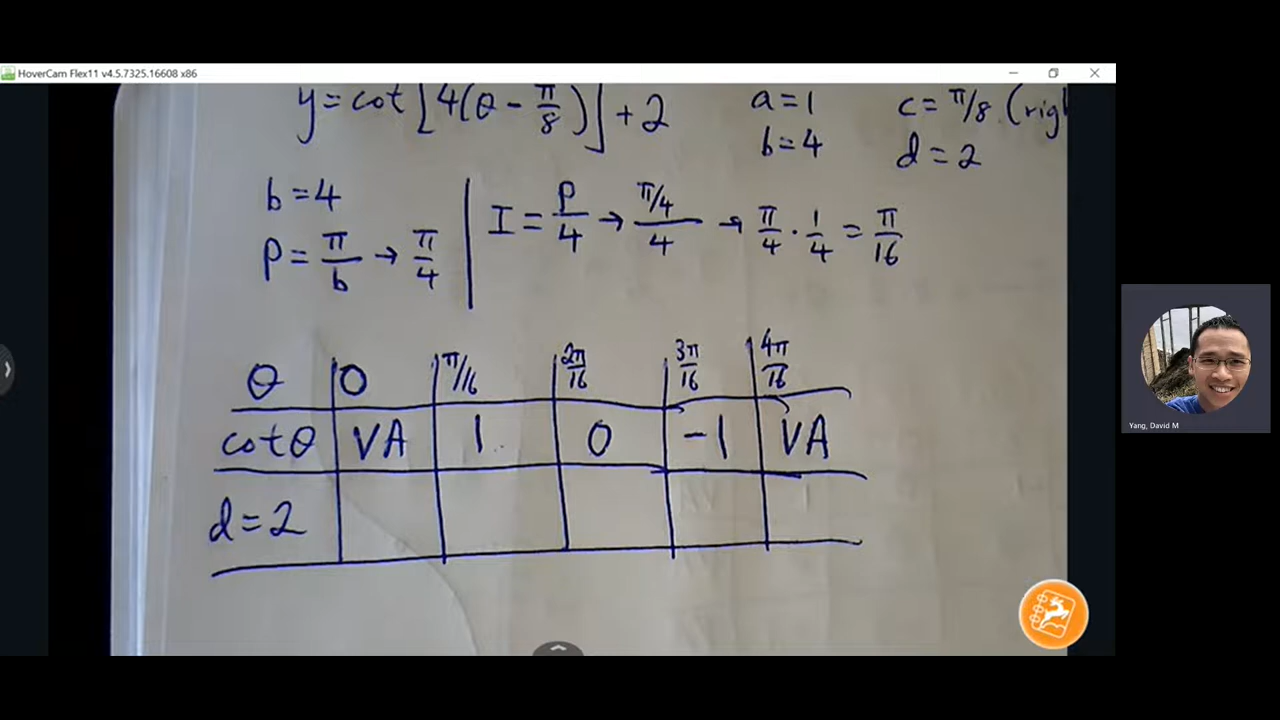 HoverCam Flex11 v4.5.7325.16608 x86
y = cot [4(θ - π/8)] + 2 a = 1 c = π/8 (righ
b = 4 d = 2
b = 4
P = π/b → π/4 I = P/4 → π/4/4 → π/4 · 1/4 = π/16
θ 0 π/16 2π/16 3π/16 4π/16
cotθ VA 1 0 -1 VA
d = 2
Yang, David M